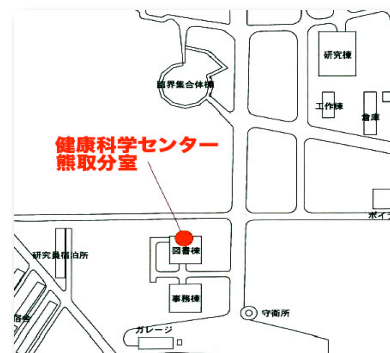 研究棟
臨界集合体棟
工作棟
倉庫
健康科学センター
熊取分室
ボイラ
図書棟
研究員宿泊所
事務棟
宿舎
守衛所
ガレージ